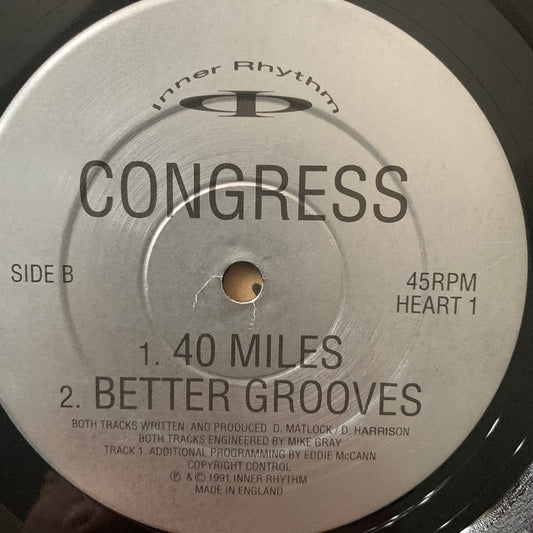 Inner Rhythm
CONGRESS
SIDE B
45RPM
HEART 1
1. 40 MILES
2. BETTER GROOVES
BOTH TRACKS WRITTEN AND PRODUCED D. MATLOCK / D. HARRISON
BOTH TRACKS ENGINEERED BY MIKE GRAY
TRACK 1. ADDITIONAL PROGRAMMING BY EDDIE McCANN
COPYRIGHT CONTROL
℗ & © 1991 INNER RHYTHM
MADE IN ENGLAND